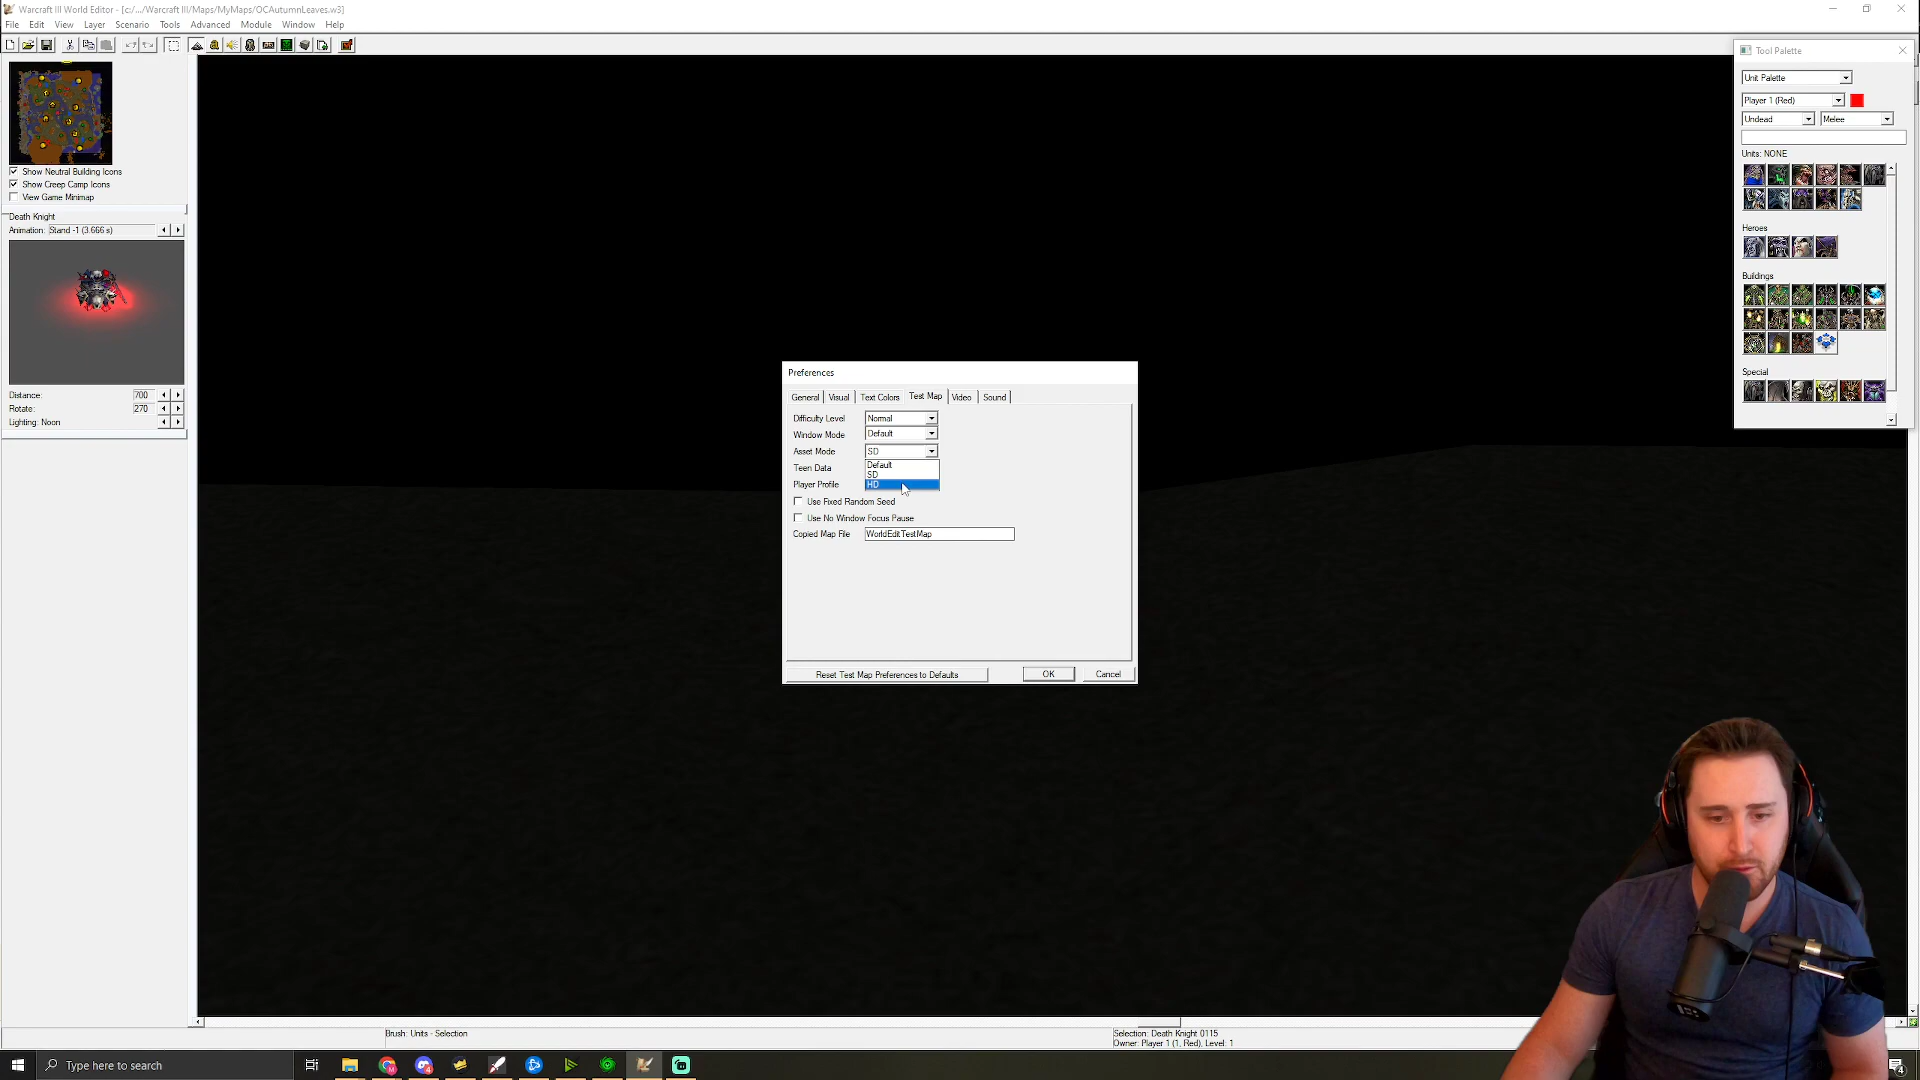 Warcraft III World Editor - [c:/.../Warcraft III/Maps/MyMaps/OCAutumnLeaves.w3]
File Edit View Layer Scenario Tools Advanced Module Window Help
Show Neutral Building Icons
Show Creep Camp Icons
View Game Minimap
Death Knight
Animation: Stand -1 (3.666 s)
Distance: 700
Rotate: 270
Lighting: Noon
Preferences
General Visual Text Colors Test Map Video Sound
Difficulty Level Normal
Window Mode Default
Asset Mode SD
Default
SD
HD
Teen Data
Player Profile
Use Fixed Random Seed
Use No Window Focus Pause
Copied Map File WorldEditTestMap
Reset Test Map Preferences to Defaults OK Cancel
Tool Palette
Unit Palette
Player 1 (Red)
Undead Melee
Units: NONE
Heroes
Buildings
Special
Brush: Units - Selection
Selection: Death Knight 0115
Owner: Player 1 (1, Red), Level: 1
Type here to search
4